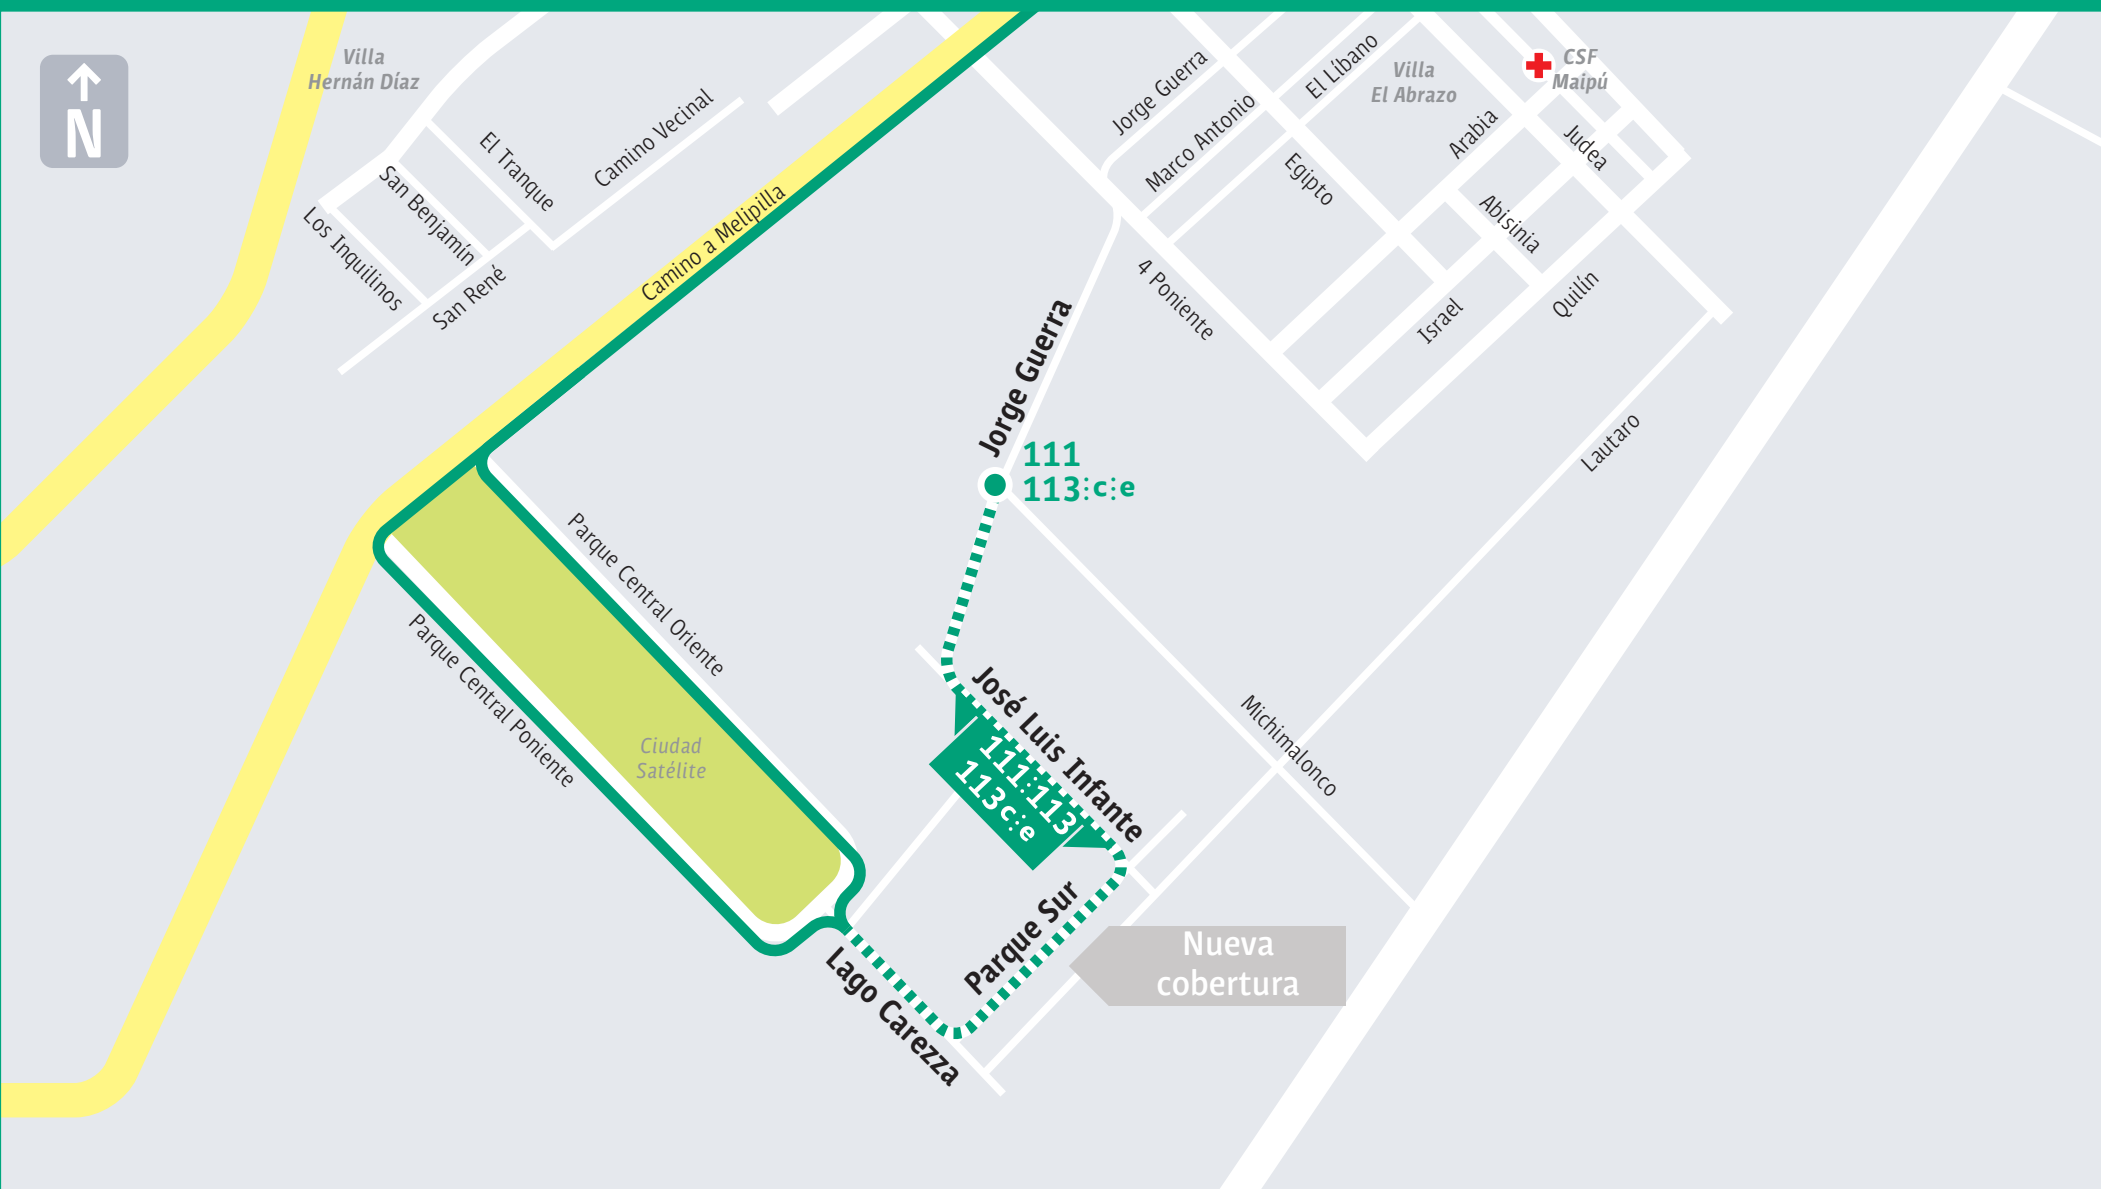 N
Villa
Hernán Díaz
El Tranque
Camino Vecinal
San Benjamín
Los Inquilinos
San René
Camino a Melipilla
Jorge Guerra
Marco Antonio
El Líbano
Villa
El Abrazo
CSF
Maipú
Arabia
Judea
Egipto
Abisinia
4 Poniente
Israel
Quilín
Lautaro
Jorge Guerra
111
113⋮c⋮e
Parque Central Oriente
Parque Central Poniente
Ciudad
Satélite
José Luis Infante
111⋮113
113c⋮e
Michimalonco
Parque Sur
Lago Carezza
Nueva
cobertura